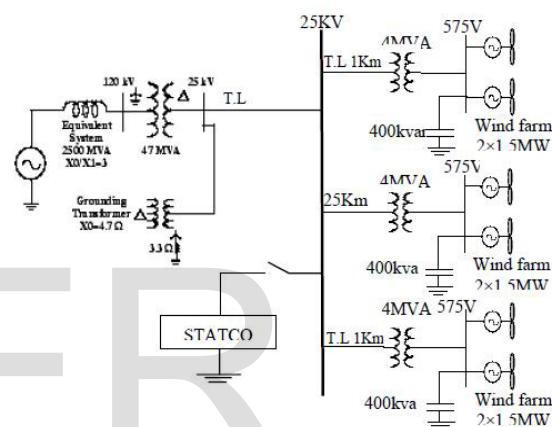 25KV
120 kV
25 kV
T.L
Equivalent
System
2500 MVA
X0/X1=3
47 MVA
Grounding
Transformer
X0=4.7 Ω
3.3Ω
STATCO
T.L 1Km
4MVA
575V
400kvar
Wind farm
2×1.5MW
25Km
4MVA
575V
400kva
Wind farm
2×1.5MW
T.L 1Km
4MVA
575V
400kva
Wind farm
2×1.5MW
FR